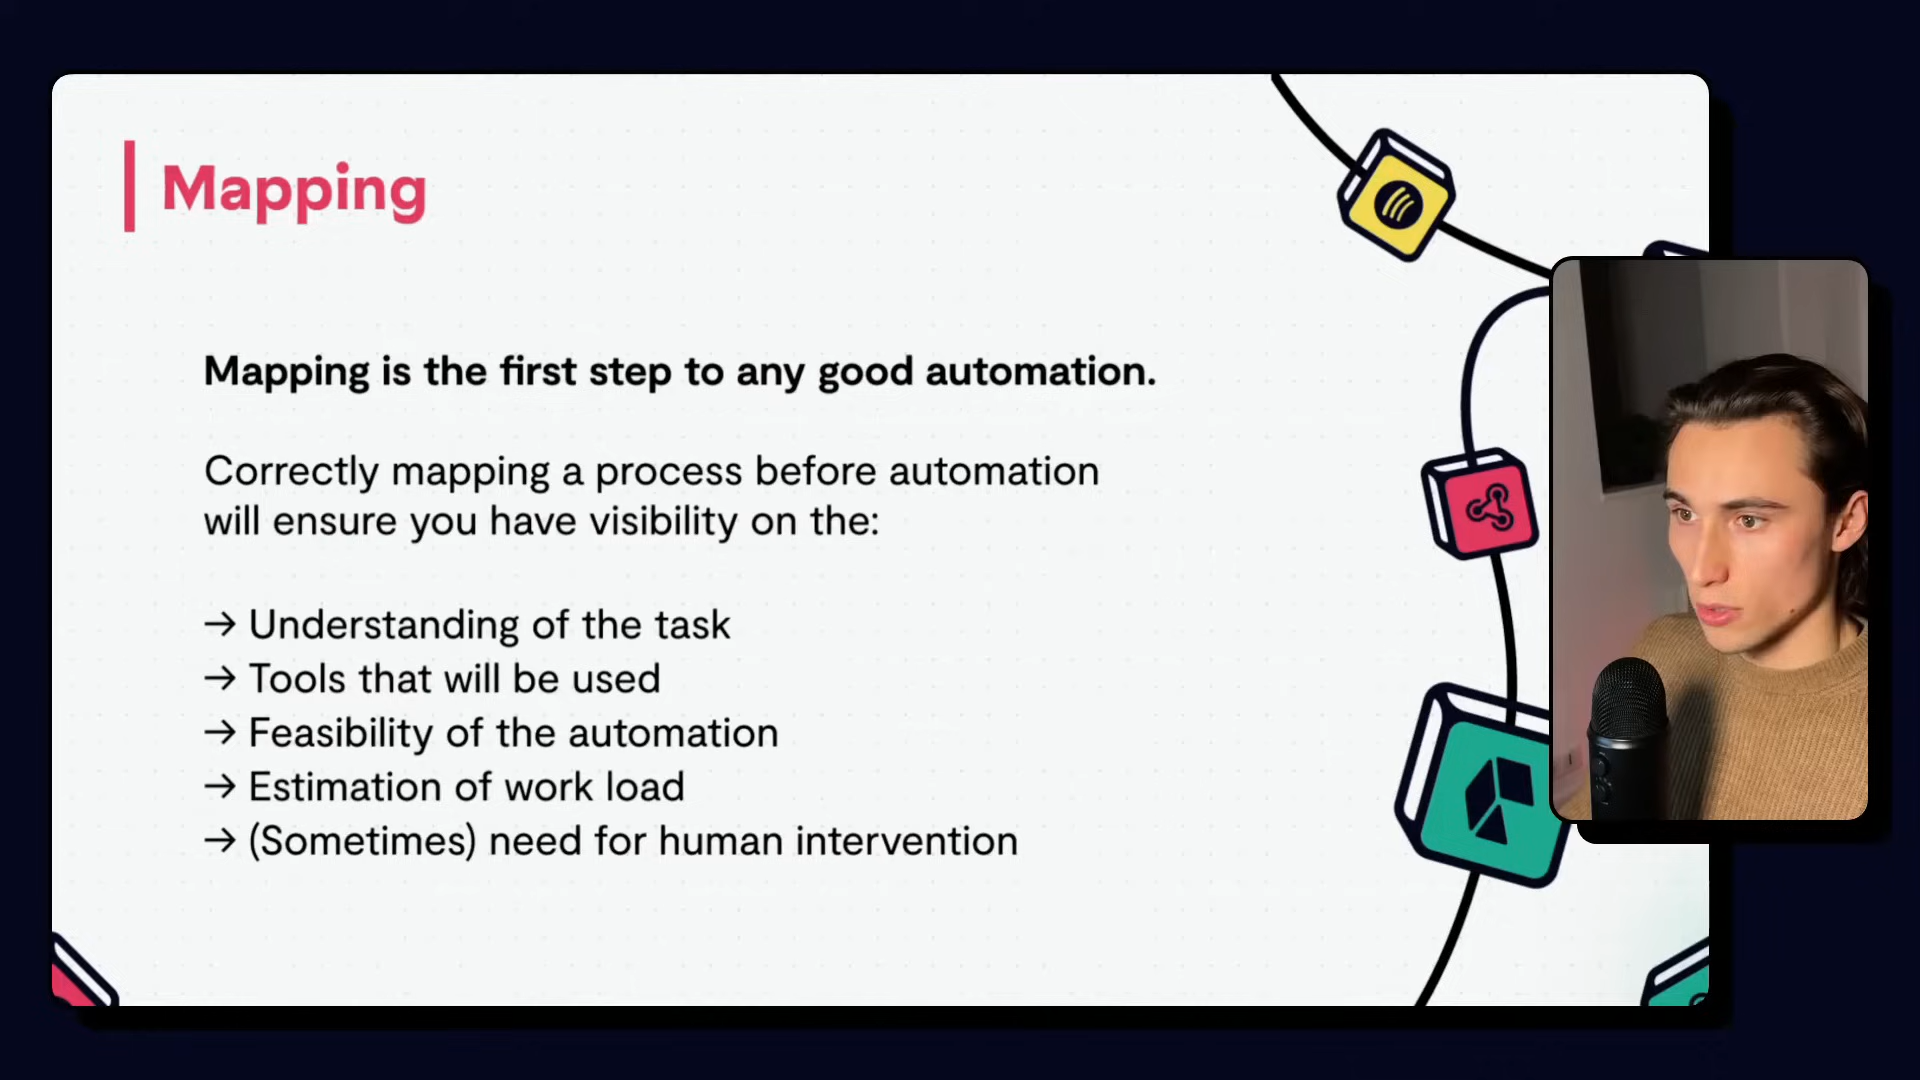 Mapping
Mapping is the first step to any good automation.
Correctly mapping a process before automation
will ensure you have visibility on the:
→ Understanding of the task
→ Tools that will be used
→ Feasibility of the automation
→ Estimation of work load
→ (Sometimes) need for human intervention